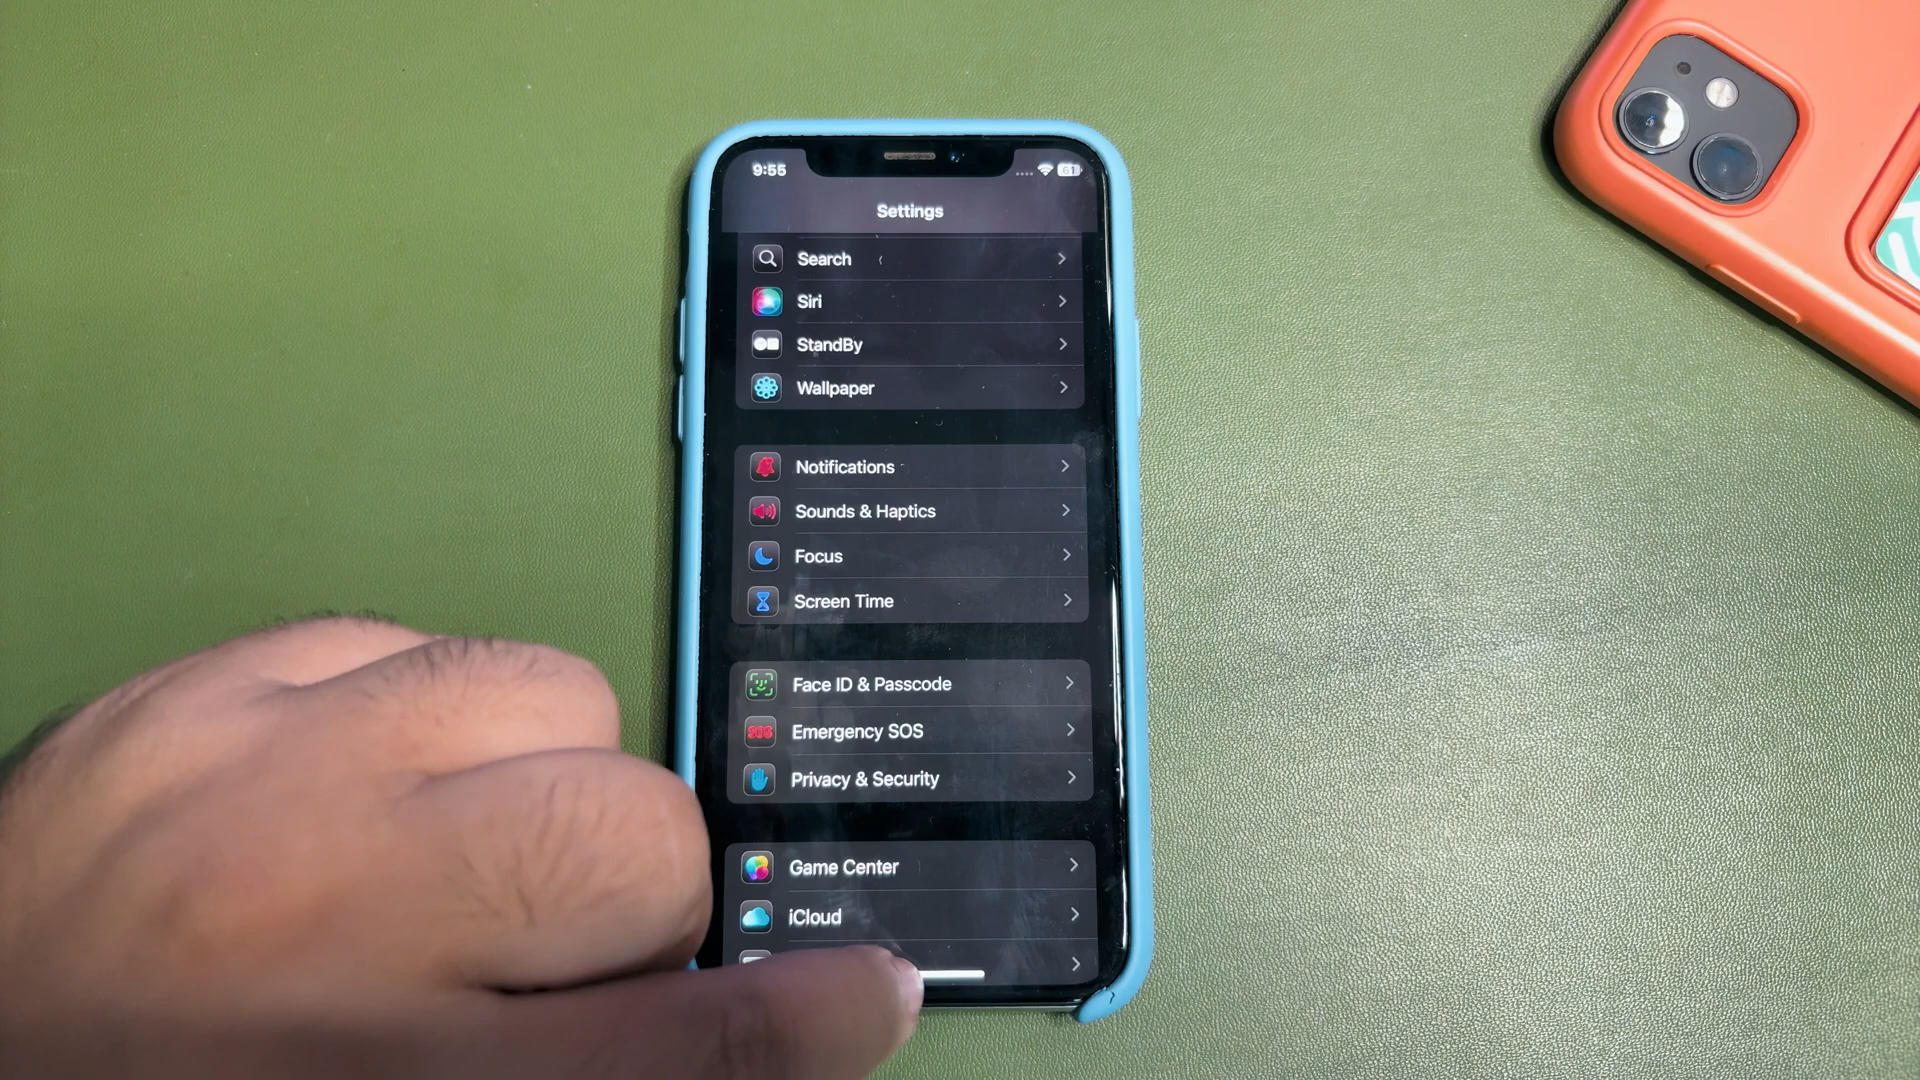 9:55
61
Settings
Search
Siri
StandBy
Wallpaper
Notifications
Sounds & Haptics
Focus
Screen Time
Face ID & Passcode
SOS
Emergency SOS
Privacy & Security
Game Center
iCloud